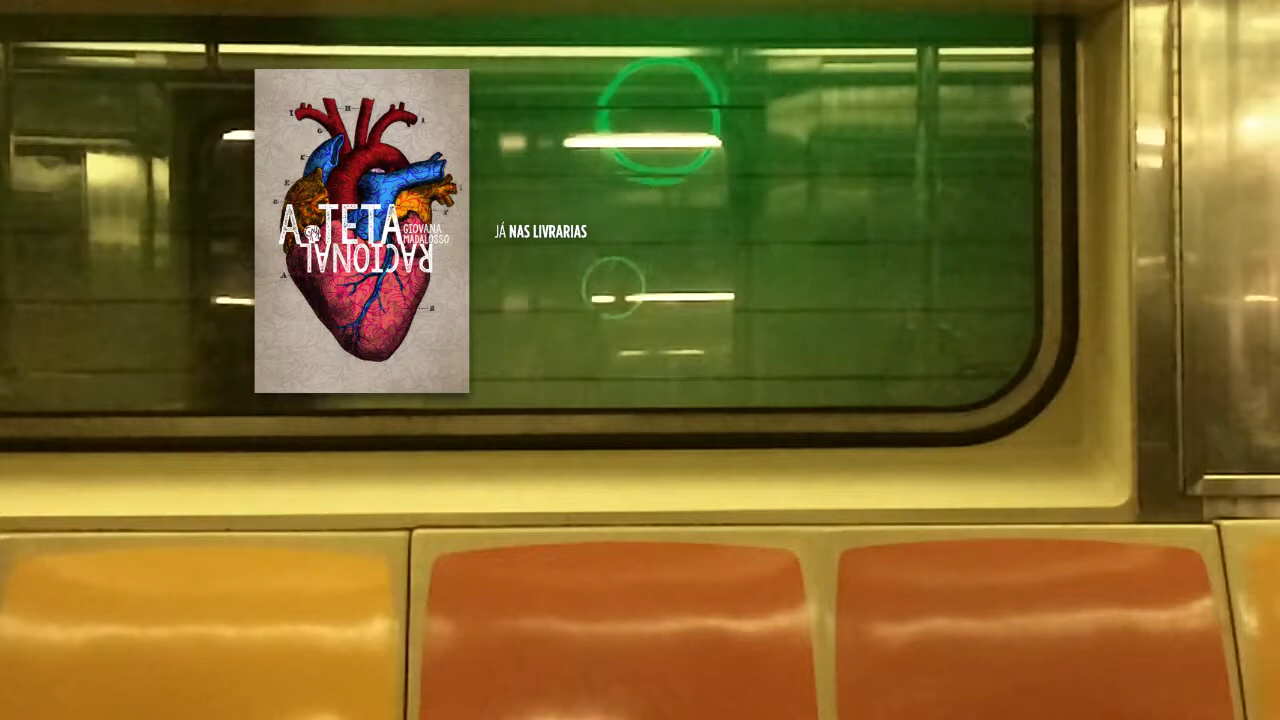 A TETA
RACIONAL
GIOVANA
MADALOSSO
JÁ NAS LIVRARIAS